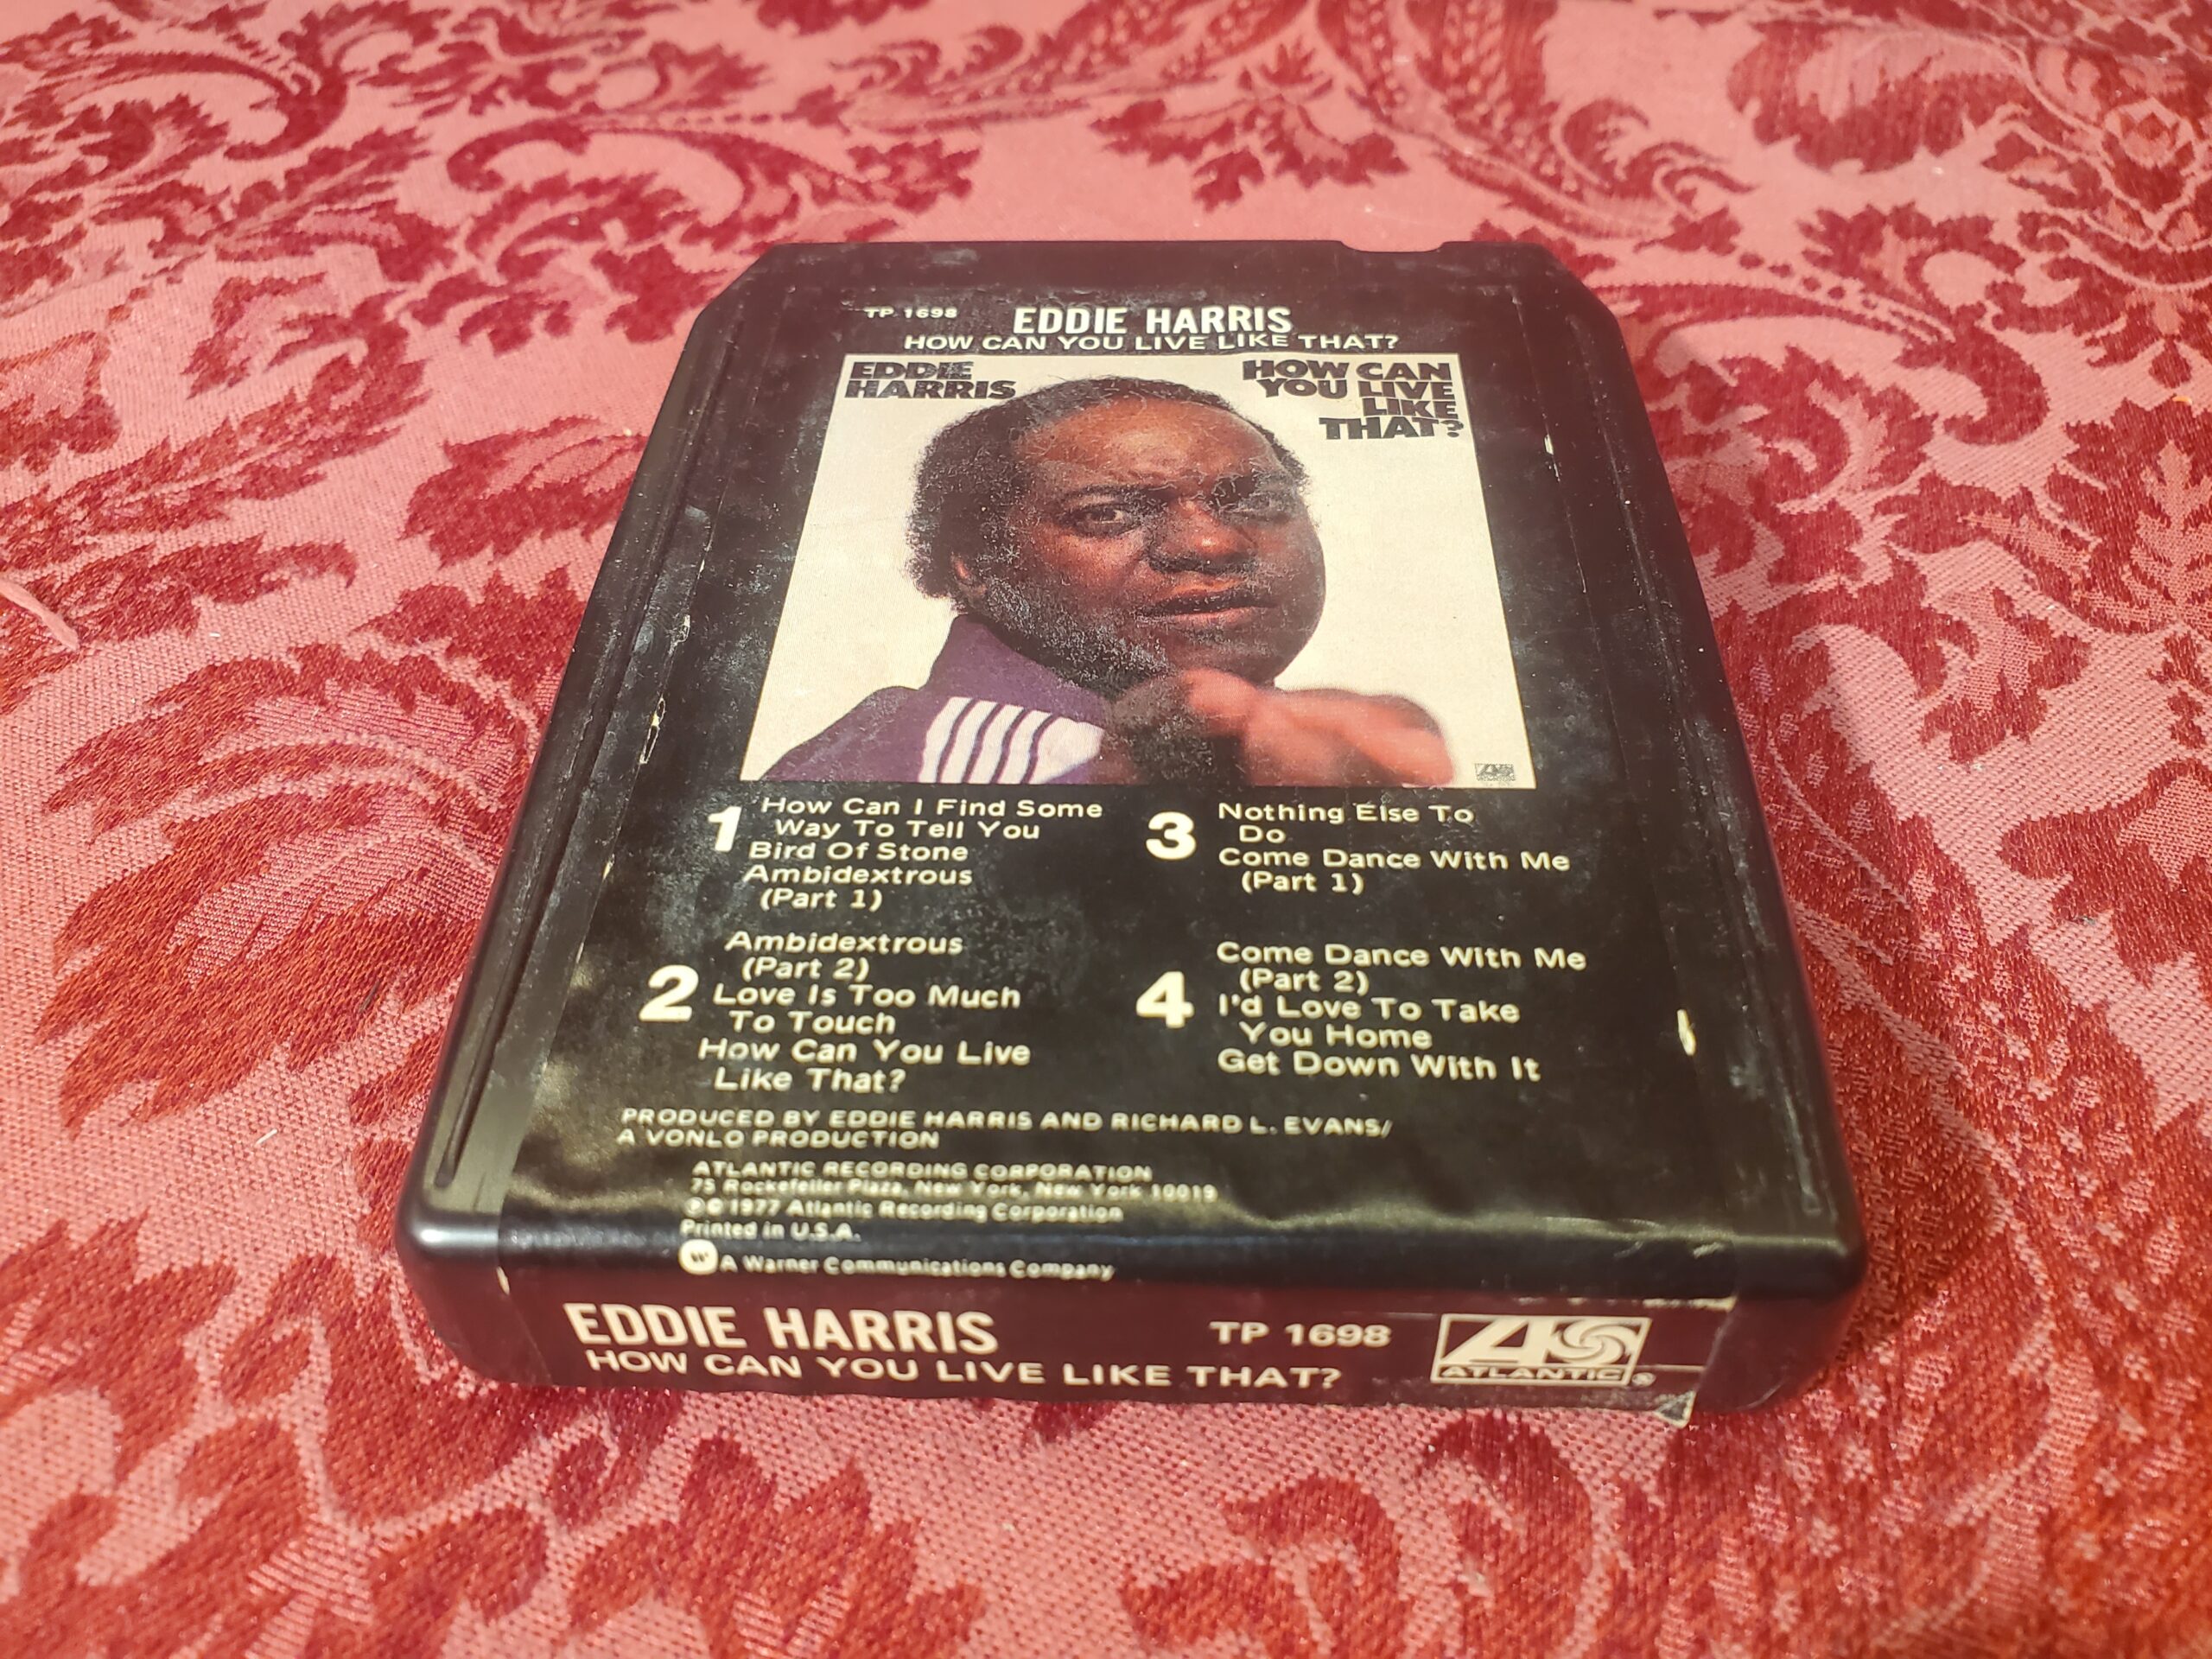 TP 1698
EDDIE HARRIS
HOW CAN YOU LIVE LIKE THAT?
EDDIE
HARRIS
HOW CAN
YOU LIVE
LIKE
THAT?
1
How Can I Find Some
Way To Tell You
Bird Of Stone
Ambidextrous
(Part 1)
2
Ambidextrous
(Part 2)
Love Is Too Much
To Touch
How Can You Live
Like That?
3
Nothing Else To
Do
Come Dance With Me
(Part 1)
4
Come Dance With Me
(Part 2)
I'd Love To Take
You Home
Get Down With It
PRODUCED BY EDDIE HARRIS AND RICHARD L. EVANS/
A VONLO PRODUCTION
ATLANTIC RECORDING CORPORATION
75 Rockefeller Plaza, New York, New York 10019
℗©1977 Atlantic Recording Corporation
Printed in U.S.A.
W A Warner Communications Company
EDDIE HARRIS
HOW CAN YOU LIVE LIKE THAT?
TP 1698
ATLANTIC®